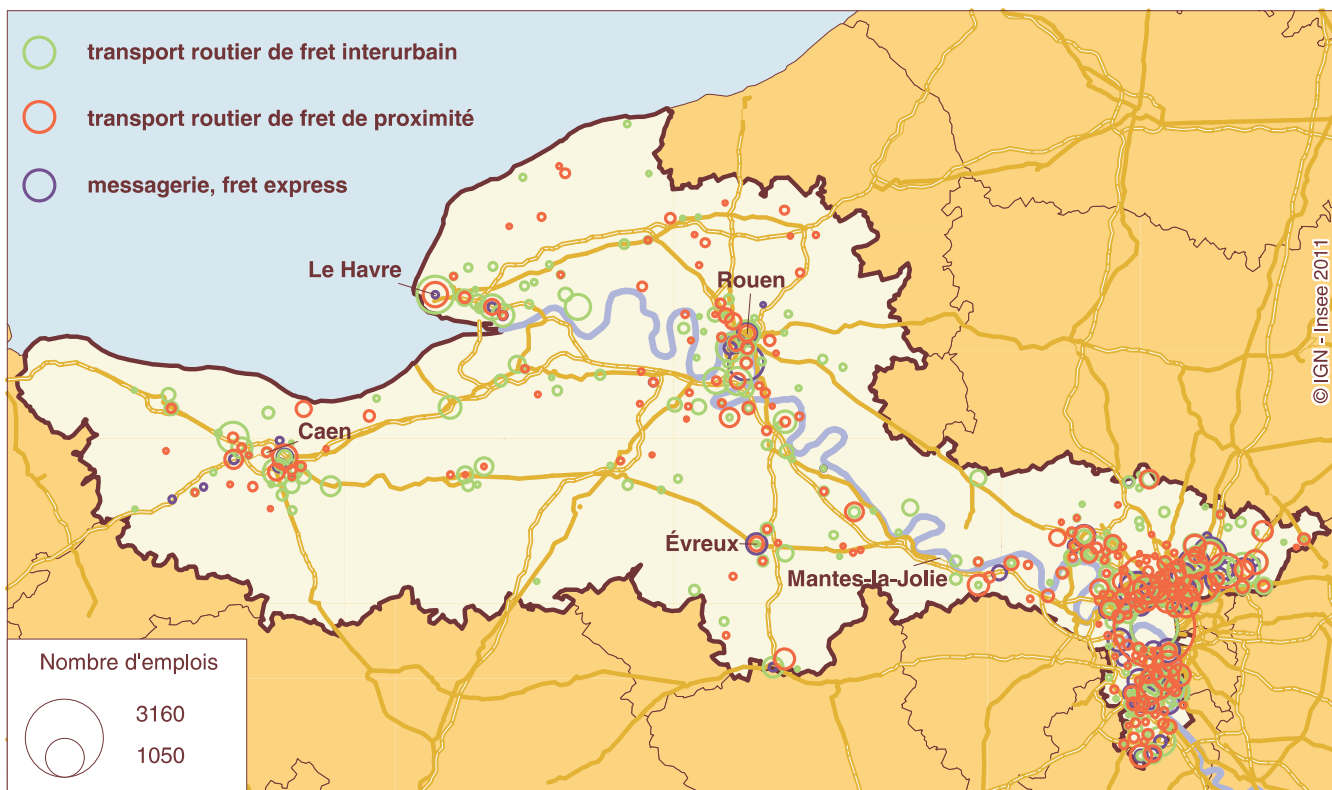 transport routier de fret interurbain
transport routier de fret de proximité
messagerie, fret express
Le Havre
Rouen
© IGN - Insee 2011
Caen
Évreux
Mantes-la-Jolie
Nombre d'emplois
3160
1050